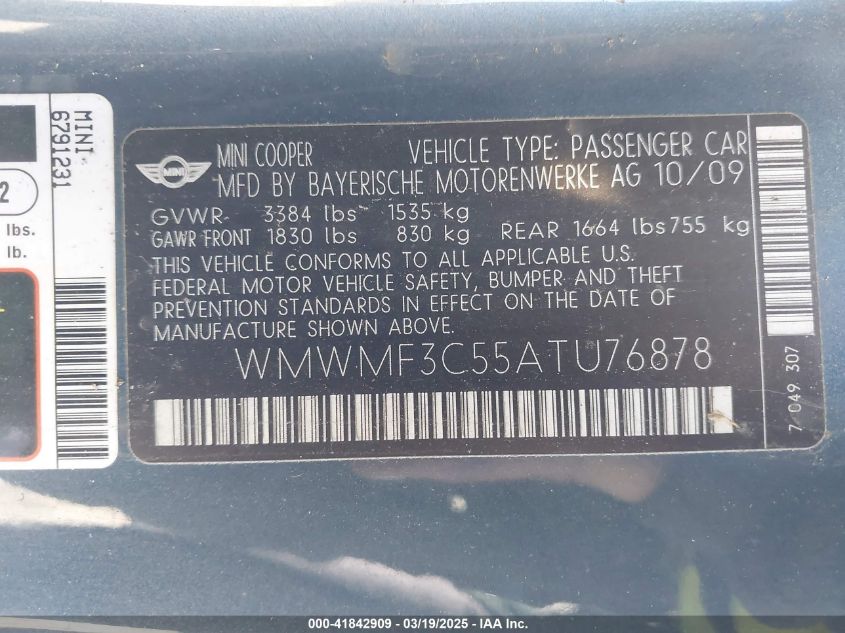 MINI
6791231
2
lbs.
lb.
MINI
MINI COOPER VEHICLE TYPE: PASSENGER CAR
MFD BY BAYERISCHE MOTORENWERKE AG 10/09
GVWR 3384 lbs 1535 kg
GAWR FRONT 1830 lbs 830 kg REAR 1664 lbs 755 kg
THIS VEHICLE CONFORMS TO ALL APPLICABLE U.S.
FEDERAL MOTOR VEHICLE SAFETY, BUMPER AND THEFT
PREVENTION STANDARDS IN EFFECT ON THE DATE OF
MANUFACTURE SHOWN ABOVE.
WMWMF3C55ATU76878
7 049 307
000-41842909 - 03/19/2025 - IAA Inc.